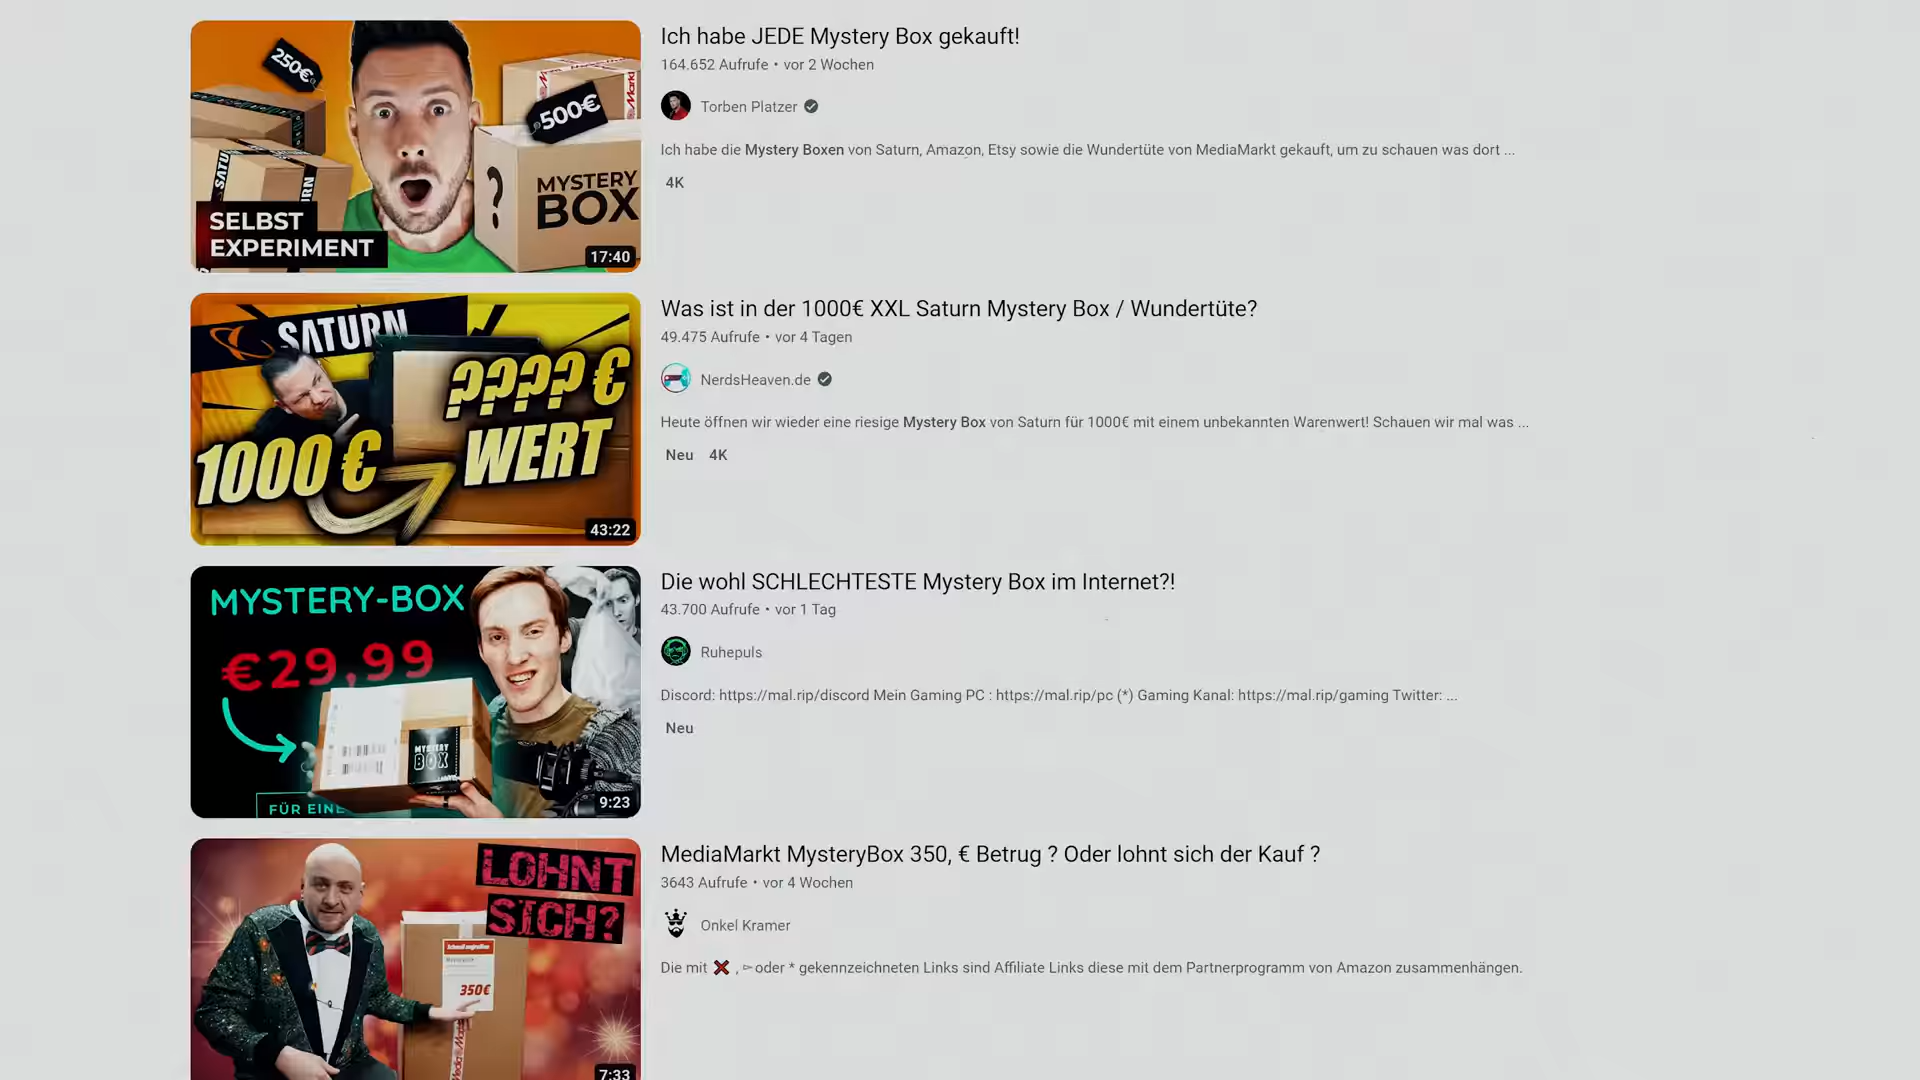 250€
500€
SATURN
SATURN
MediaMarkt
?
MYSTERY
BOX
SELBST
EXPERIMENT
17:40
Ich habe JEDE Mystery Box gekauft!
164.652 Aufrufe • vor 2 Wochen
Torben Platzer
Ich habe die Mystery Boxen von Saturn, Amazon, Etsy sowie die Wundertüte von MediaMarkt gekauft, um zu schauen was dort ...
4K
SATURN
???? €
WERT
1000 €
43:22
Was ist in der 1000€ XXL Saturn Mystery Box / Wundertüte?
49.475 Aufrufe • vor 4 Tagen
NerdsHeaven.de
Heute öffnen wir wieder eine riesige Mystery Box von Saturn für 1000€ mit einem unbekannten Warenwert! Schauen wir mal was ...
Neu 4K
MYSTERY-BOX
€29,99
MYSTERY
BOX
FÜR EINE
9:23
Die wohl SCHLECHTESTE Mystery Box im Internet?!
43.700 Aufrufe • vor 1 Tag
Ruhepuls
Discord: https://mal.rip/discord Mein Gaming PC : https://mal.rip/pc (*) Gaming Kanal: https://mal.rip/gaming Twitter: ...
Neu
LOHNT
SICH?
350€
MediaMarkt
7:33
MediaMarkt MysteryBox 350, € Betrug ? Oder lohnt sich der Kauf ?
3643 Aufrufe • vor 4 Wochen
Onkel Kramer
Die mit ❌ , ➳ oder * gekennzeichneten Links sind Affiliate Links diese mit dem Partnerprogramm von Amazon zusammenhängen.